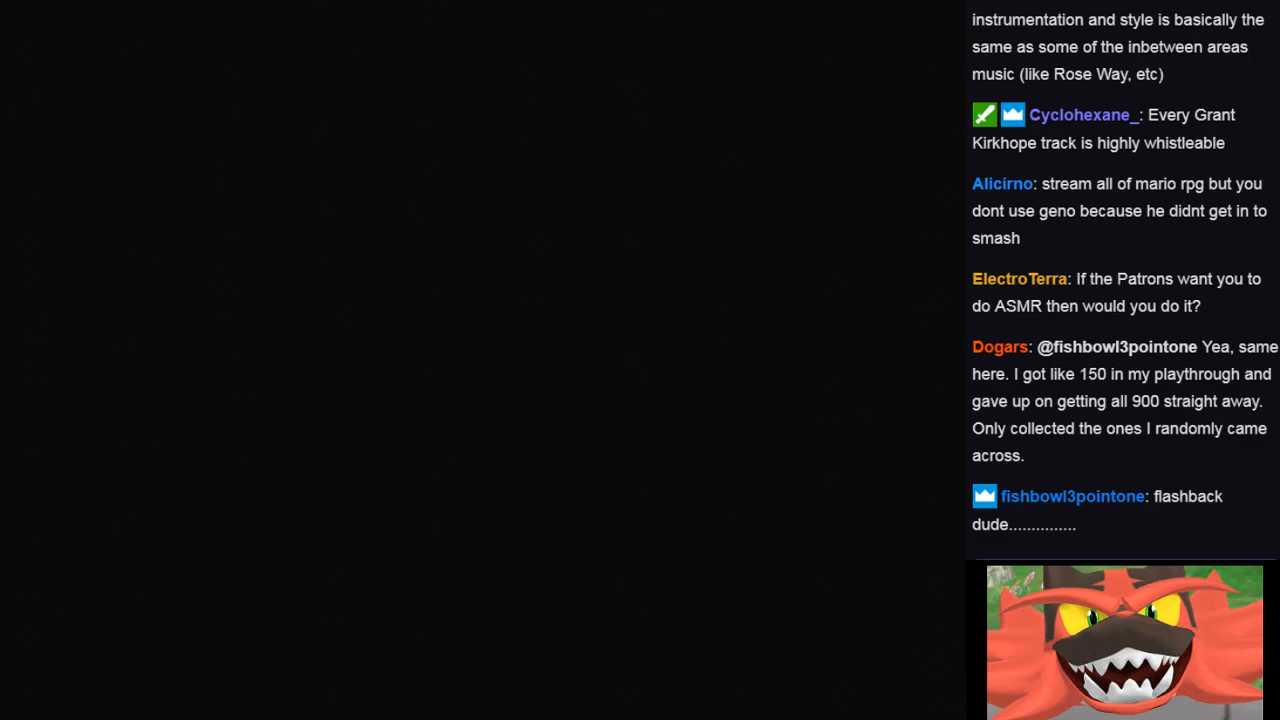 instrumentation and style is basically the
same as some of the inbetween areas
music (like Rose Way, etc)
Cyclohexane_: Every Grant
Kirkhope track is highly whistleable
Alicirno: stream all of mario rpg but you
dont use geno because he didnt get in to
smash
ElectroTerra: If the Patrons want you to
do ASMR then would you do it?
Dogars: @fishbowl3pointone Yea, same
here. I got like 150 in my playthrough and
gave up on getting all 900 straight away.
Only collected the ones I randomly came
across.
fishbowl3pointone: flashback
dude...............